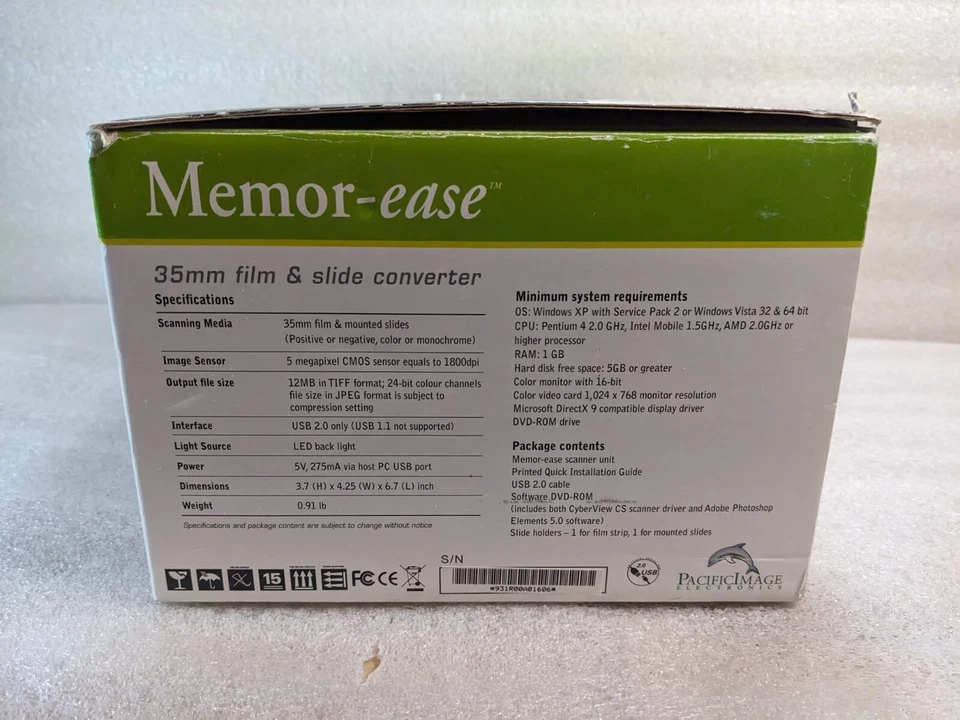 Memor-ease™
35mm film & slide converter
Specifications
Scanning Media 35mm film & mounted slides
(Positive or negative, color or monochrome)
Image Sensor 5 megapixel CMOS sensor equals to 1800dpi
Output file size 12MB in TIFF format; 24-bit colour channels
file size in JPEG format is subject to
compression setting
Interface USB 2.0 only (USB 1.1 not supported)
Light Source LED back light
Power 5V, 275mA via host PC USB port
Dimensions 3.7 (H) x 4.25 (W) x 6.7 (L) inch
Weight 0.91 lb
Specifications and package content are subject to change without notice
Minimum system requirements
OS: Windows XP with Service Pack 2 or Windows Vista 32 & 64 bit
CPU: Pentium 4 2.0 GHz, Intel Mobile 1.5GHz, AMD 2.0GHz or
higher processor
RAM: 1 GB
Hard disk free space: 5GB or greater
Color monitor with 16-bit
Color video card 1,024 x 768 monitor resolution
Microsoft DirectX 9 compatible display driver
DVD-ROM drive
Package contents
Memor-ease scanner unit
Printed Quick Installation Guide
USB 2.0 cable
Software DVD-ROM
(includes both CyberView CS scanner driver and Adobe Photoshop
Elements 5.0 software)
Slide holders – 1 for film strip, 1 for mounted slides
15
FC CE
S/N
*931R00A01606*
2.0
USB
PACIFICIMAGE
ELECTRONICS